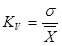 K_V = σ / X̄